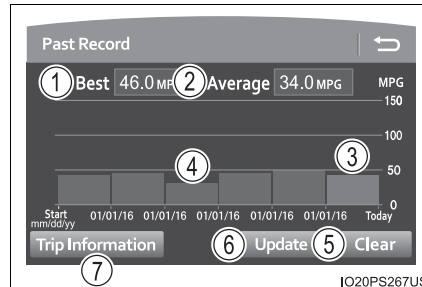 Past Record
1 Best 46.0 MP 2 Average 34.0 MPG MPG
150
100
3
50
4
0
Start 01/01/16 01/01/16 01/01/16 01/01/16 01/01/16 Today
mm/dd/yy
Trip Information 6 Update 5 Clear
7
IO20PS267US